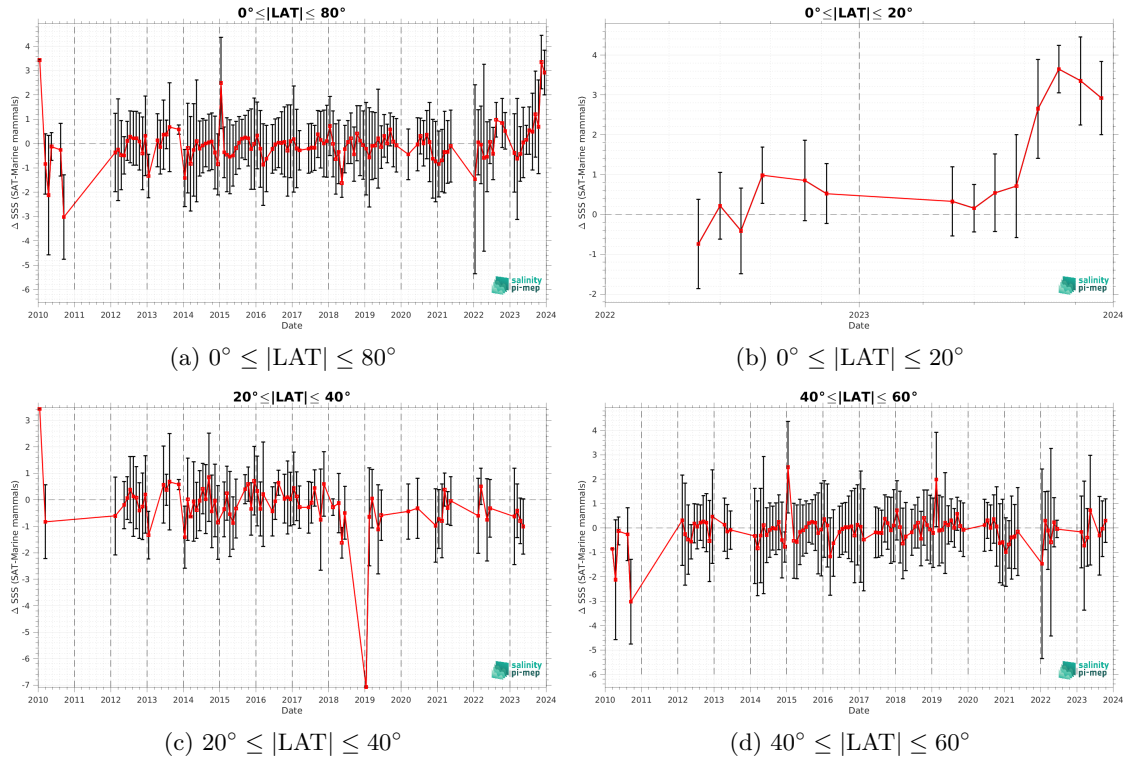 0°≤|LAT|≤ 80°
Δ SSS (SAT-Marine mammals)
4
3
2
1
0
-1
-2
-3
-4
-5
-6
salinity
pi-mep
2010 2011 2012 2013 2014 2015 2016 2017 2018 2019 2020 2021 2022 2023 2024
Date
(a) 0° ≤ |LAT| ≤ 80°
0°≤|LAT|≤ 20°
Δ SSS (SAT-Marine mammals)
4
3
2
1
0
-1
-2
salinity
pi-mep
2022 2023 2024
Date
(b) 0° ≤ |LAT| ≤ 20°
20°≤|LAT|≤ 40°
Δ SSS (SAT-Marine mammals)
3
2
1
0
-1
-2
-3
-4
-5
-6
-7
salinity
pi-mep
2010 2011 2012 2013 2014 2015 2016 2017 2018 2019 2020 2021 2022 2023 2024
Date
(c) 20° ≤ |LAT| ≤ 40°
40°≤|LAT|≤ 60°
Δ SSS (SAT-Marine mammals)
4
3
2
1
0
-1
-2
-3
-4
-5
-6
salinity
pi-mep
2010 2011 2012 2013 2014 2015 2016 2017 2018 2019 2020 2021 2022 2023 2024
Date
(d) 40° ≤ |LAT| ≤ 60°